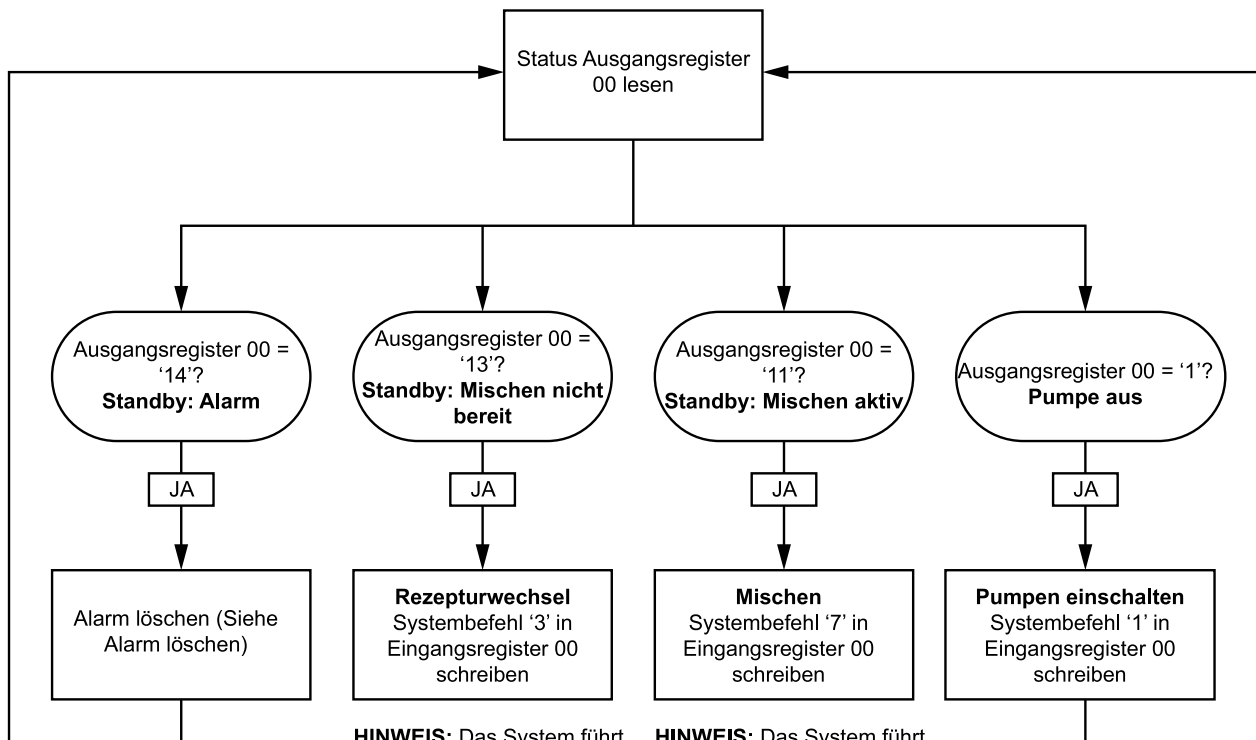 Status Ausgangsregister
00 lesen
Ausgangsregister 00 =
‘14’?
Standby: Alarm
Ausgangsregister 00 =
‘13’?
Standby: Mischen nicht
bereit
Ausgangsregister 00 =
‘11’?
Standby: Mischen aktiv
Ausgangsregister 00 = ‘1’?
Pumpe aus
JA
JA
JA
JA
Alarm löschen (Siehe
Alarm löschen)
Rezepturwechsel
Systembefehl ‘3’ in
Eingangsregister 00
schreiben
Mischen
Systembefehl ‘7’ in
Eingangsregister 00
schreiben
Pumpen einschalten
Systembefehl ‘1’ in
Eingangsregister 00
schreiben
HINWEIS: Das System führt
HINWEIS: Das System führt